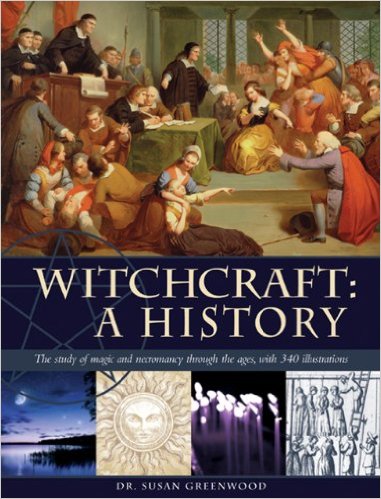 WITCHCRAFT:
A HISTORY
The study of magic and necromancy through the ages, with 340 illustrations
DR. SUSAN GREENWOOD